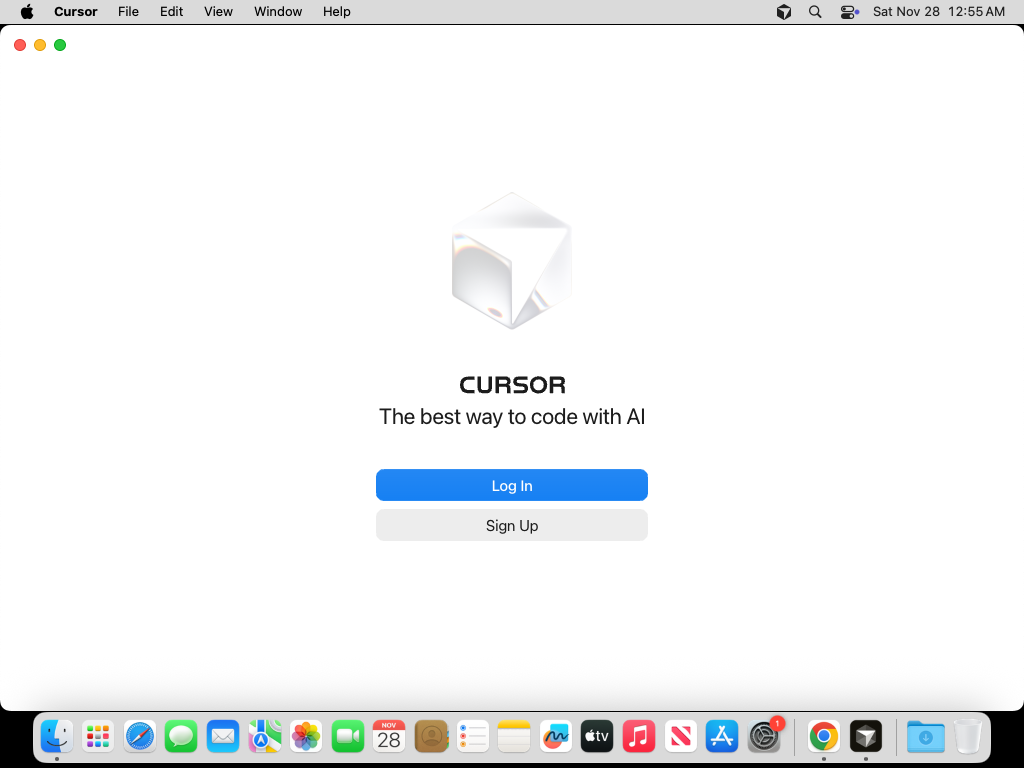 Cursor File Edit View Window Help Sat Nov 28 12:55 AM
CURSOR
The best way to code with AI
Log In
Sign Up
NOV
28
tv
1